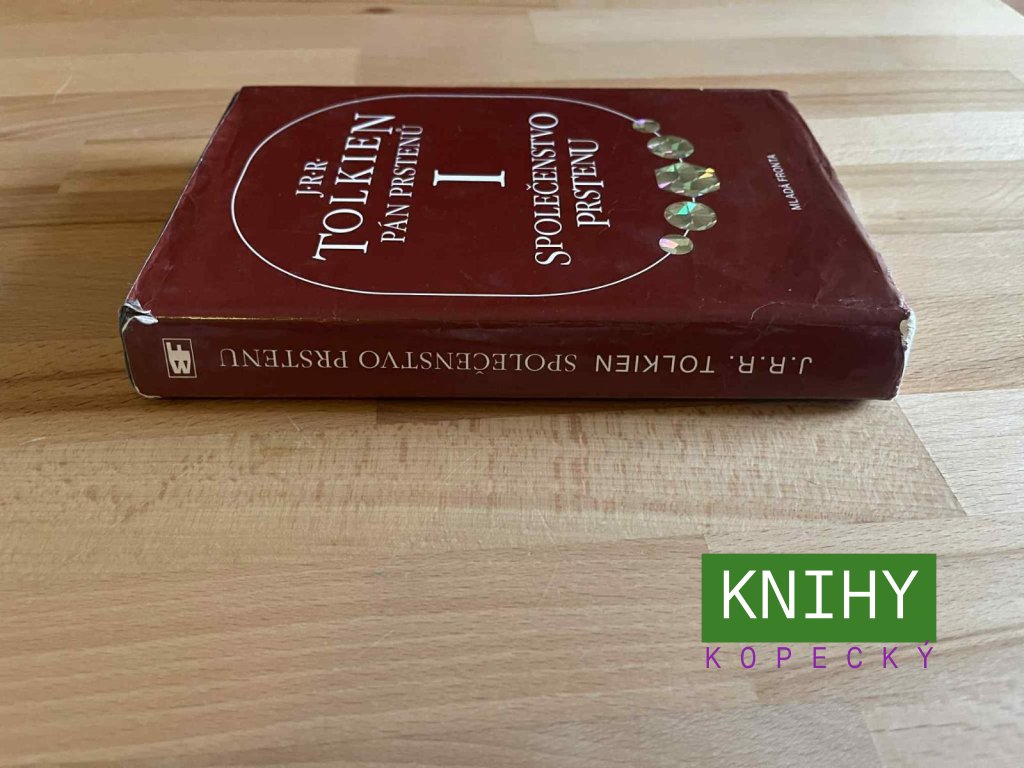 J·R·R·
TOLKIEN
PÁN PRSTENŮ
I
SPOLEČENSTVO
PRSTENU
MLADÁ FRONTA
J.R.R. TOLKIEN SPOLEČENSTVO PRSTENU
KNIHY
KOPECKÝ